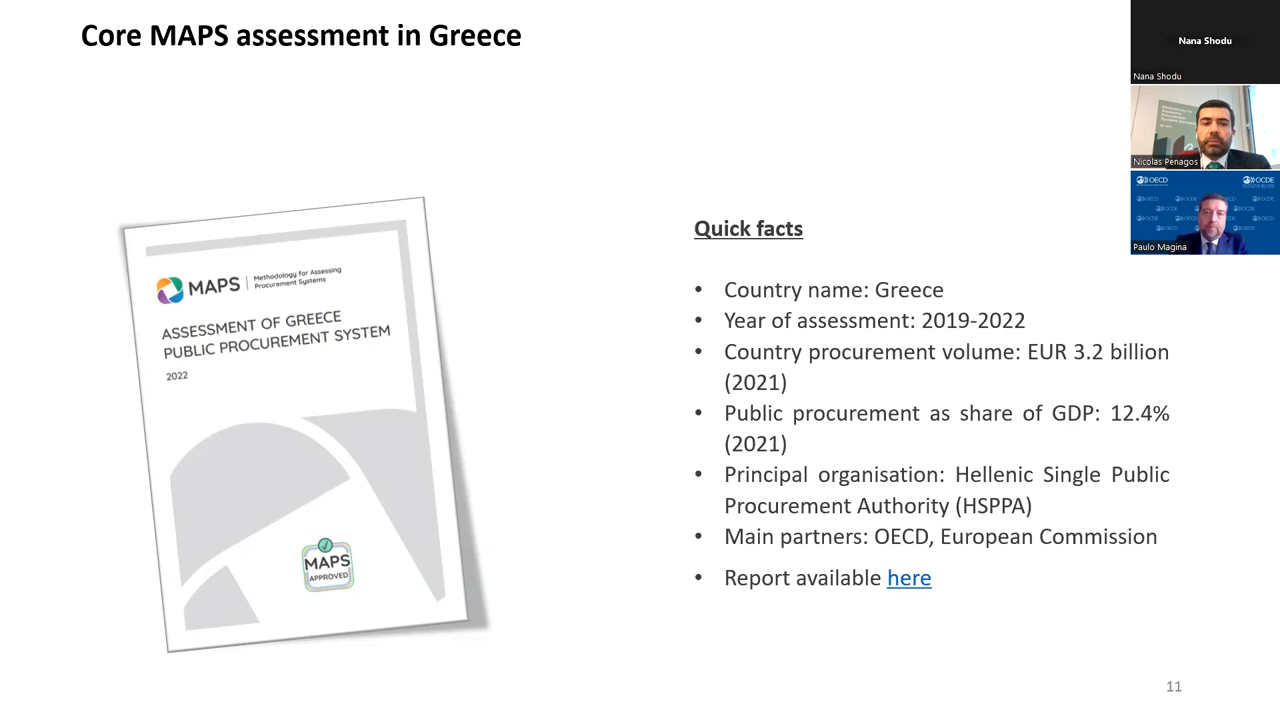 Core MAPS assessment in Greece
MAPS
Methodology for Assessing
Procurement Systems
ASSESSMENT OF GREECE
PUBLIC PROCUREMENT SYSTEM
2022
MAPS
APPROVED
Quick facts
• Country name: Greece
• Year of assessment: 2019-2022
• Country procurement volume: EUR 3.2 billion
(2021)
• Public procurement as share of GDP: 12.4%
(2021)
• Principal organisation: Hellenic Single Public
Procurement Authority (HSPPA)
• Main partners: OECD, European Commission
• Report available here
11
Nana Shodu
Nana Shodu
Nicolas Penagos
OECD
OCDE
Paulo Magina